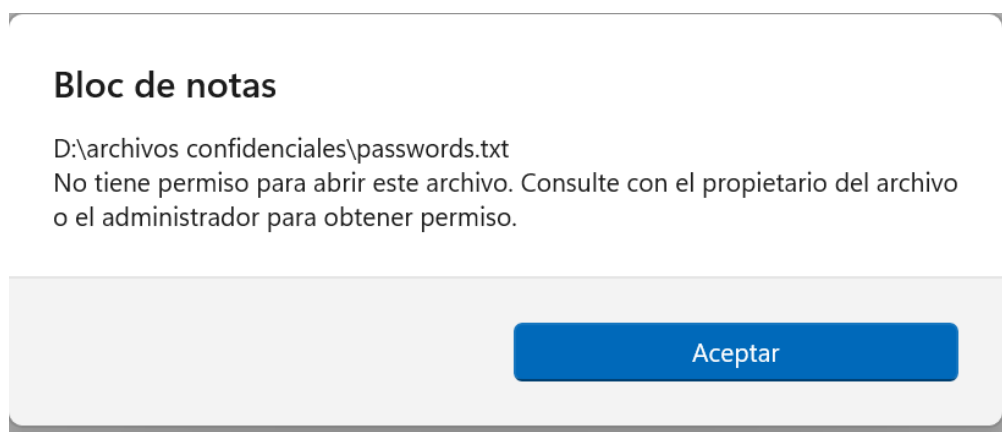 Bloc de notas
D:\archivos confidenciales\passwords.txt
No tiene permiso para abrir este archivo. Consulte con el propietario del archivo
o el administrador para obtener permiso.
Aceptar